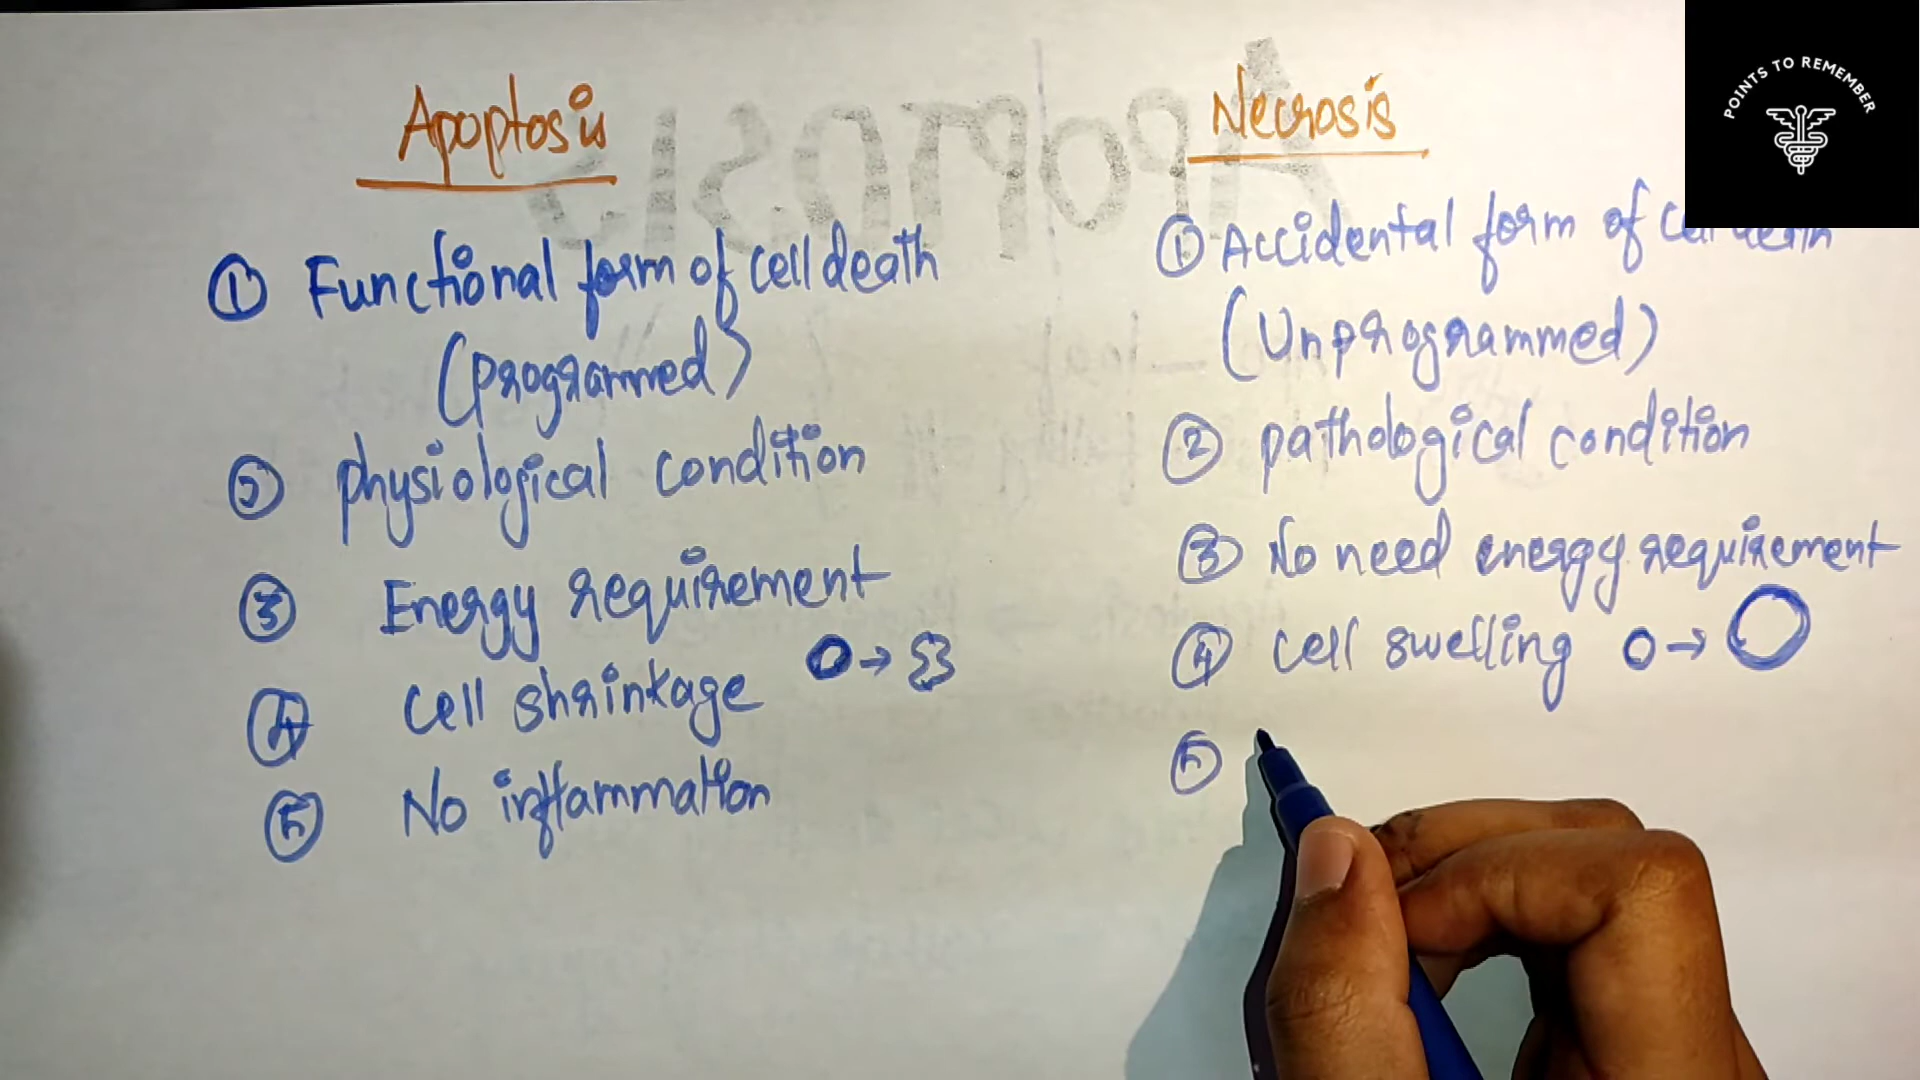 POINTS TO REMEMBER
Apoptosis
① Functional form of cell death
(Programmed)
② physiological condition
③ Energy requirement
④ cell shrinkage
⑤ No inflammation
Necrosis
① Accidental form of cell death
(Unprogrammed)
② pathological condition
③ No need energy requirement
④ cell swelling
⑤